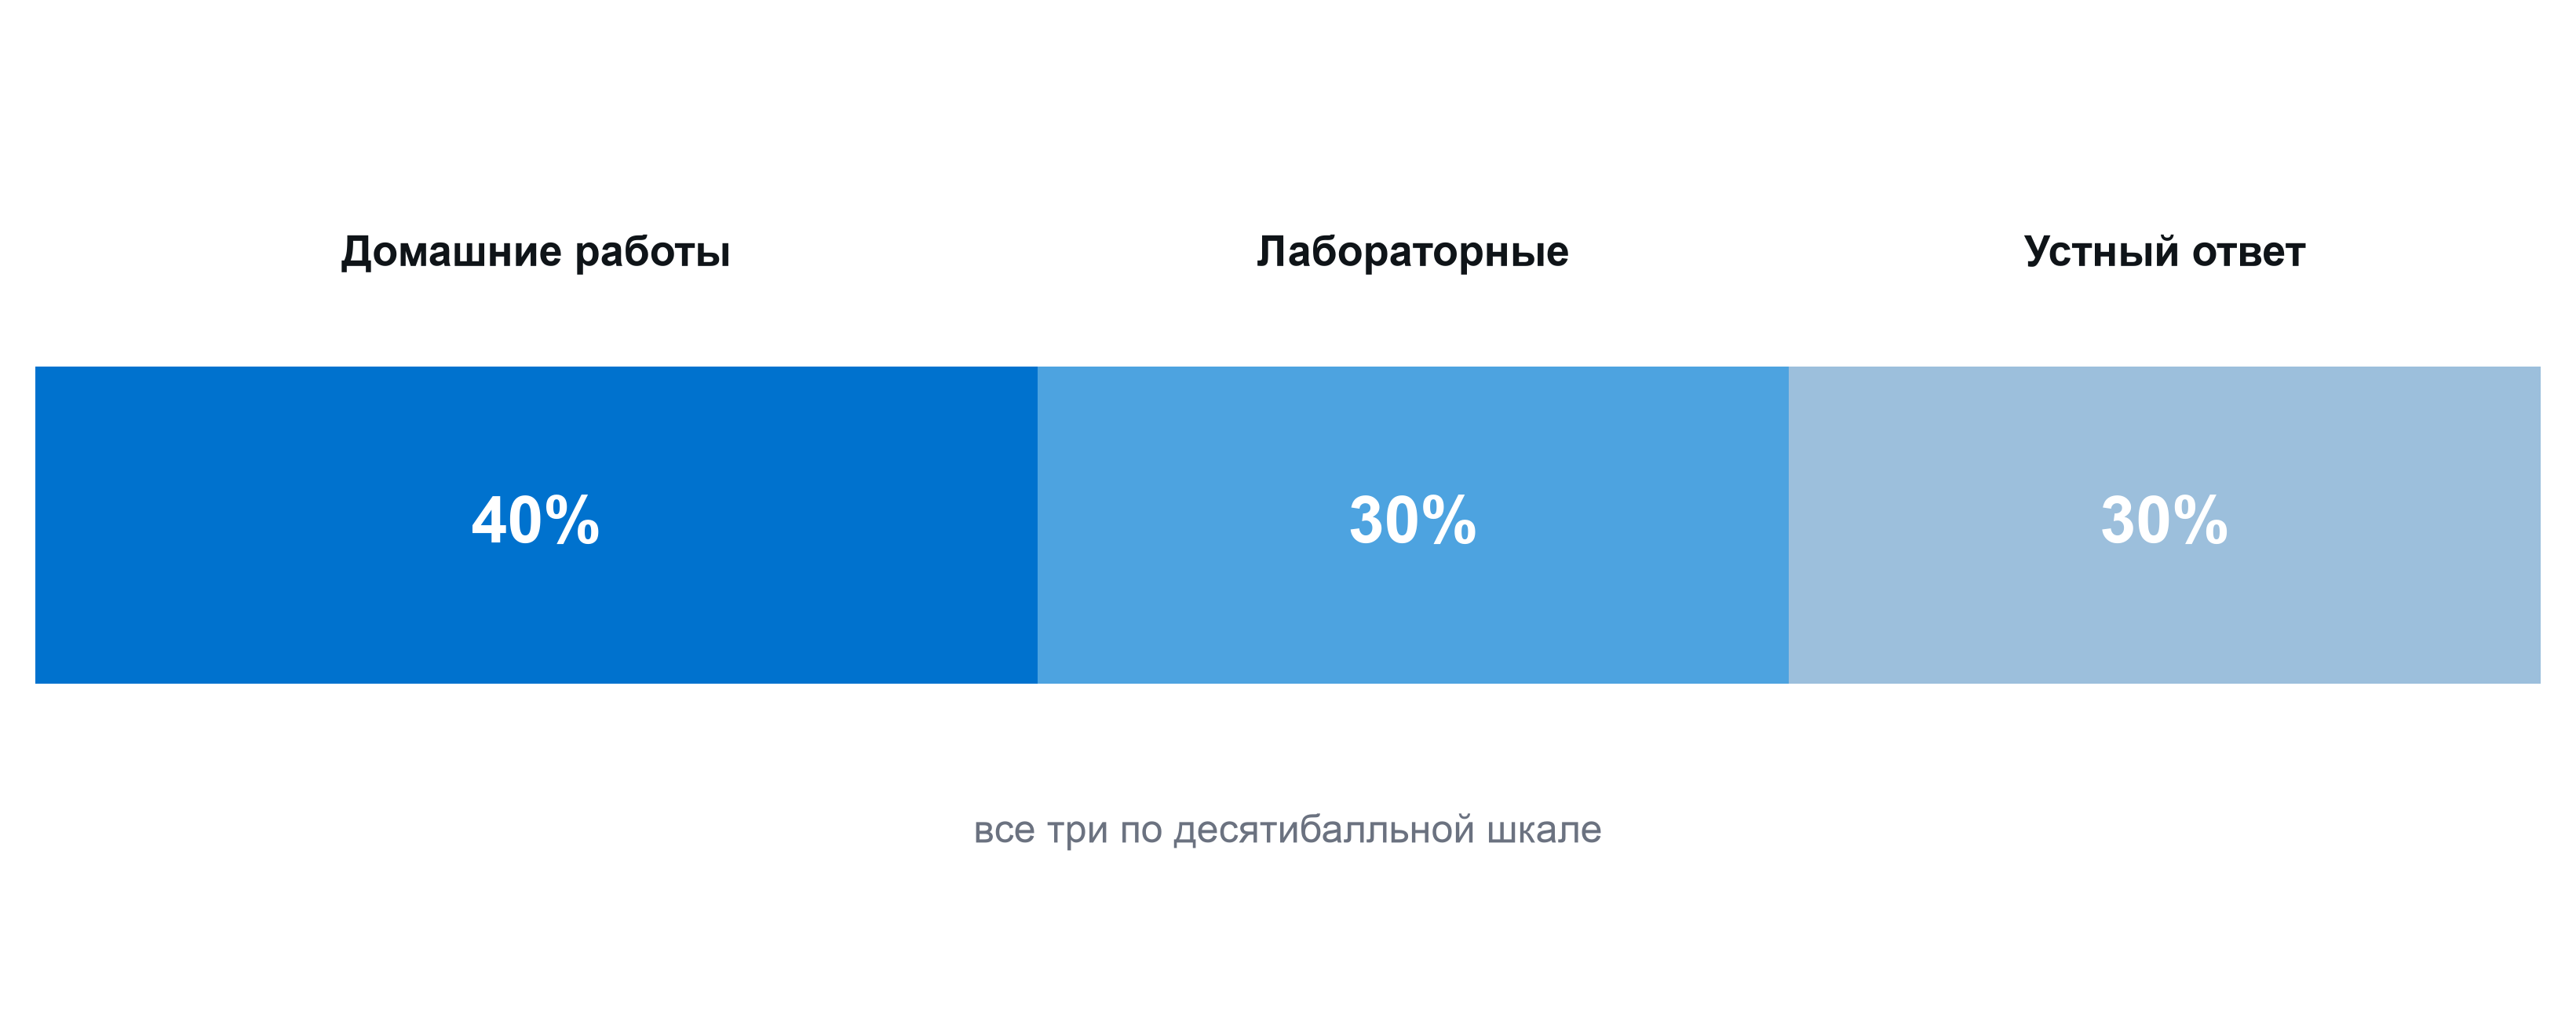 Домашние работы Лабораторные Устный ответ
40% 30% 30%
все три по десятибалльной шкале